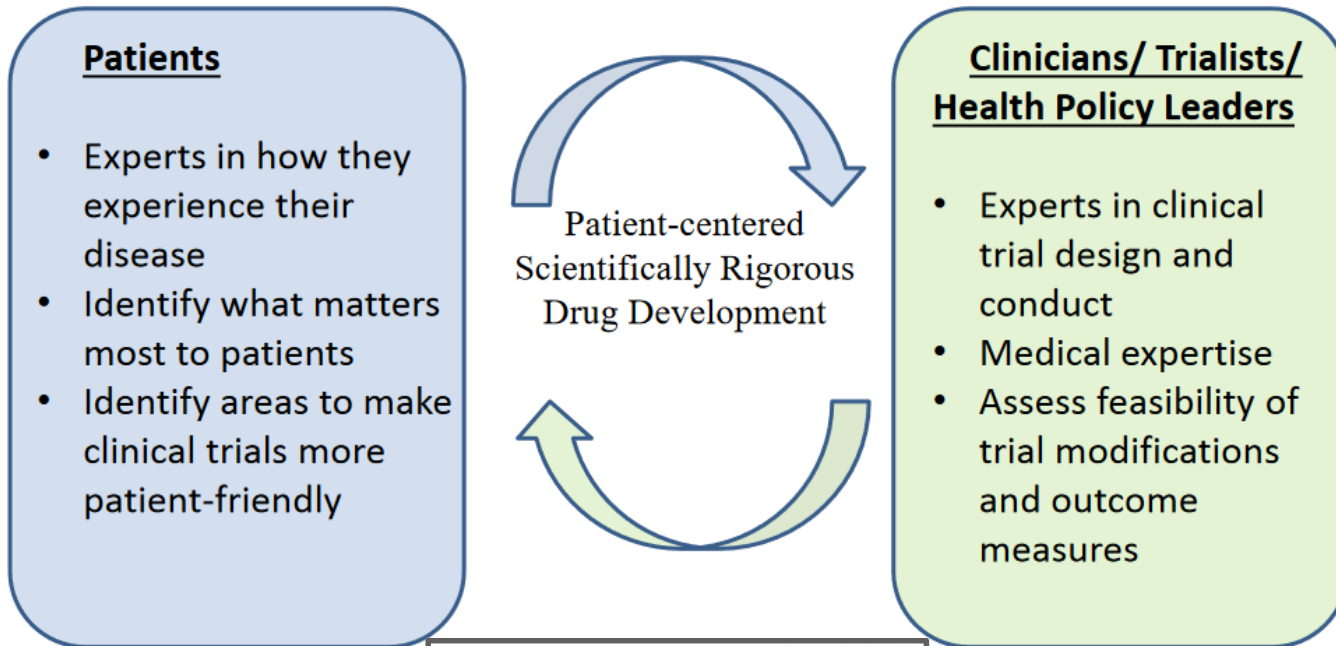 Patients
• Experts in how they
experience their
disease
• Identify what matters
most to patients
• Identify areas to make
clinical trials more
patient-friendly
Patient-centered
Scientifically Rigorous
Drug Development
Clinicians/ Trialists/
Health Policy Leaders
• Experts in clinical
trial design and
conduct
• Medical expertise
• Assess feasibility of
trial modifications
and outcome
measures